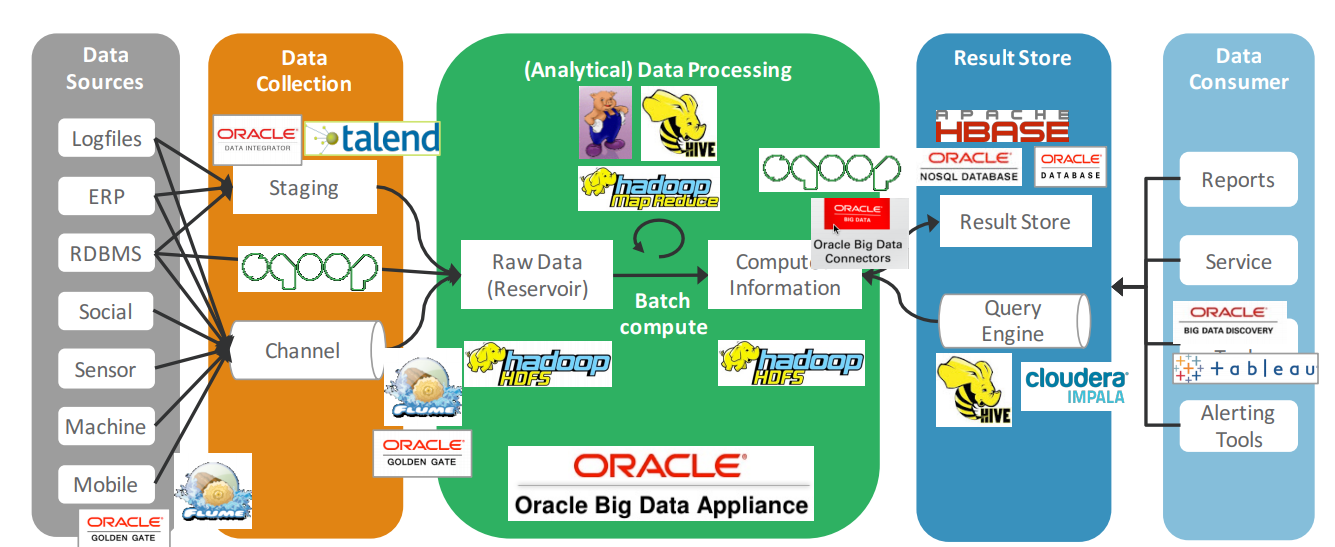 Data
Sources
Logfiles
ERP
RDBMS
Social
Sensor
Machine
Mobile
ORACLE
GOLDEN GATE
FLUME
Data
Collection
ORACLE
DATA INTEGRATOR
talend
Staging
sqoop
Channel
FLUME
ORACLE
GOLDEN GATE
(Analytical) Data Processing
HIVE
hadoop
Map Reduce
sqoop
ORACLE
BIG DATA
Oracle Big Data
Connectors
Raw Data
(Reservoir)
Batch
compute
Compute
Information
hadoop
HDFS
hadoop
HDFS
ORACLE
Oracle Big Data Appliance
Result Store
APACHE
HBASE
ORACLE
NOSQL DATABASE
ORACLE
DATABASE
Result Store
Query
Engine
HIVE
cloudera
IMPALA
Data
Consumer
Reports
Service
ORACLE
BIG DATA DISCOVERY
+ableau
Alerting
Tools